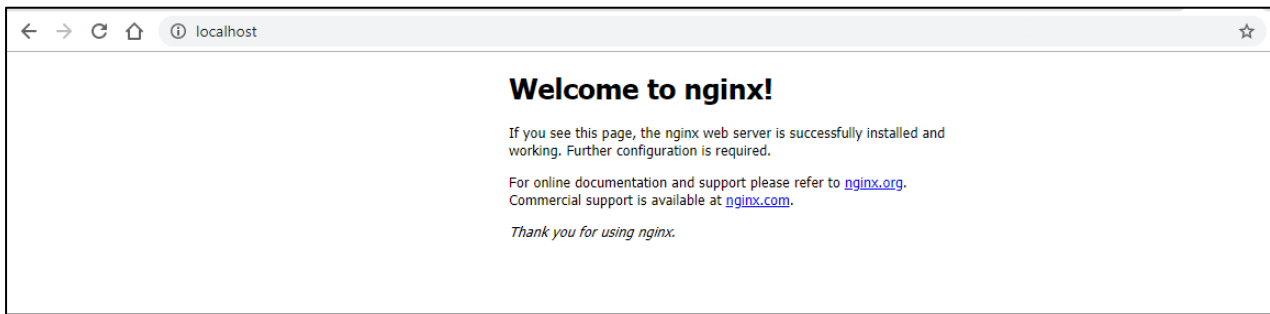 localhost
Welcome to nginx!
If you see this page, the nginx web server is successfully installed and
working. Further configuration is required.
For online documentation and support please refer to nginx.org.
Commercial support is available at nginx.com.
Thank you for using nginx.